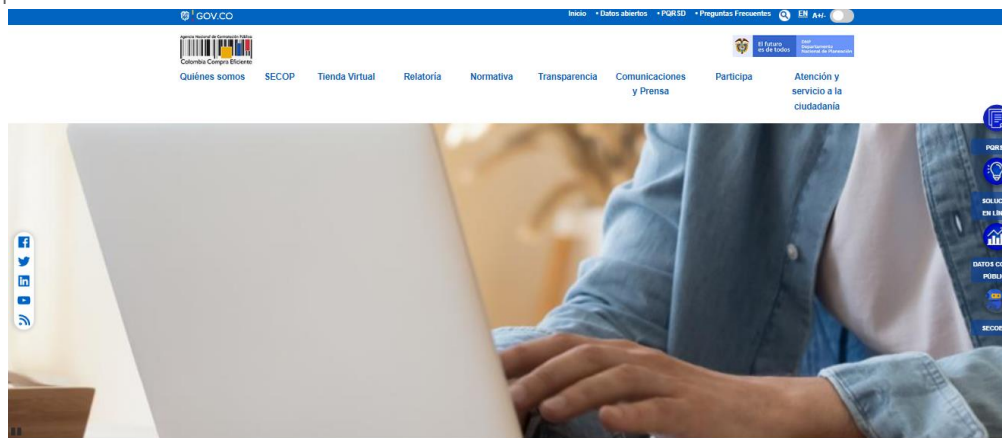 GOV.CO
Inicio • Datos abiertos • PQRSD • Preguntas Frecuentes EN A+/-
Agencia Nacional de Contratación Pública
Colombia Compra Eficiente
El futuro
es de todos
DNP
Departamento
Nacional de Planeación
Quiénes somos SECOP Tienda Virtual Relatoría Normativa Transparencia Comunicaciones
y Prensa Participa Atención y
servicio a la
ciudadanía
PQRS
SOLUC
EN LÍN
DATOS CO
PÚBLI
SECOB